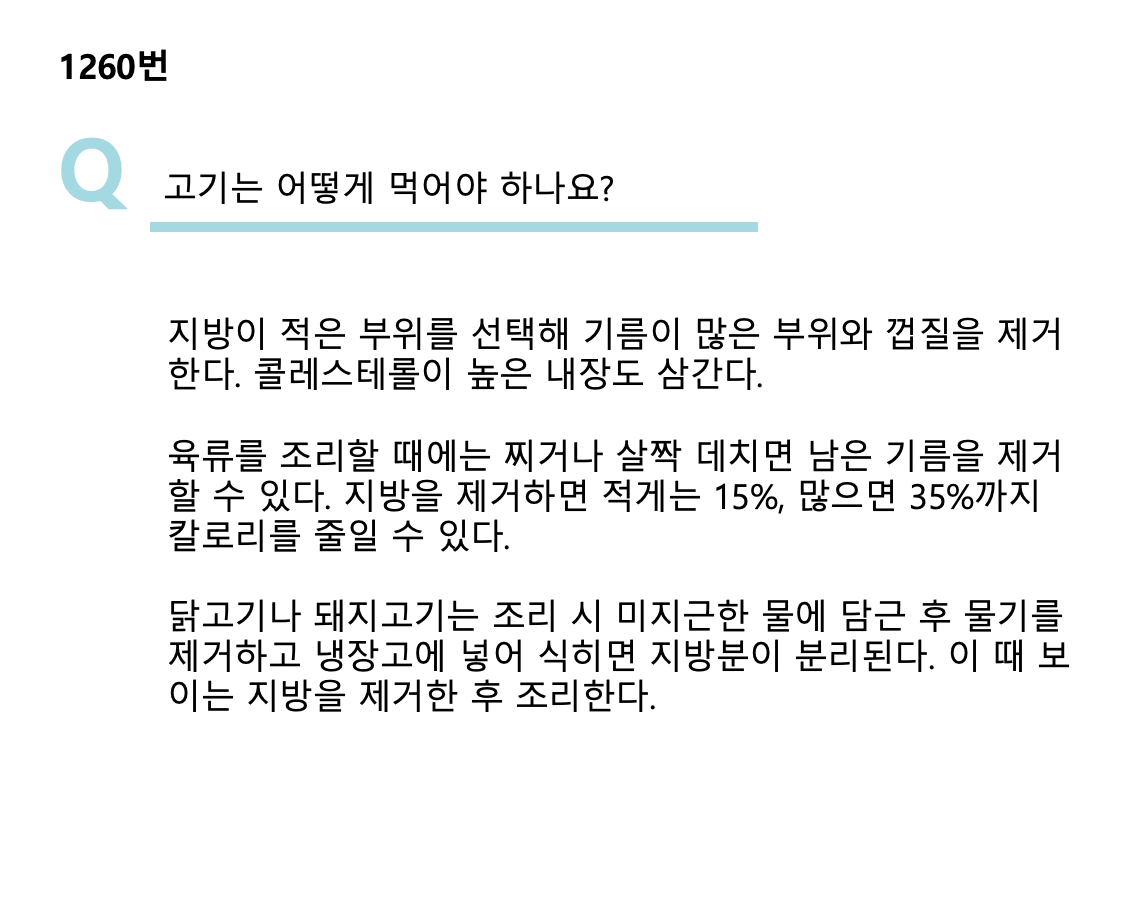 1260번
Q 고기는 어떻게 먹어야 하나요?
지방이 적은 부위를 선택해 기름이 많은 부위와 껍질을 제거
한다. 콜레스테롤이 높은 내장도 삼간다.
육류를 조리할 때에는 찌거나 살짝 데치면 남은 기름을 제거
할 수 있다. 지방을 제거하면 적게는 15%, 많으면 35%까지
칼로리를 줄일 수 있다.
닭고기나 돼지고기는 조리 시 미지근한 물에 담근 후 물기를
제거하고 냉장고에 넣어 식히면 지방분이 분리된다. 이 때 보
이는 지방을 제거한 후 조리한다.